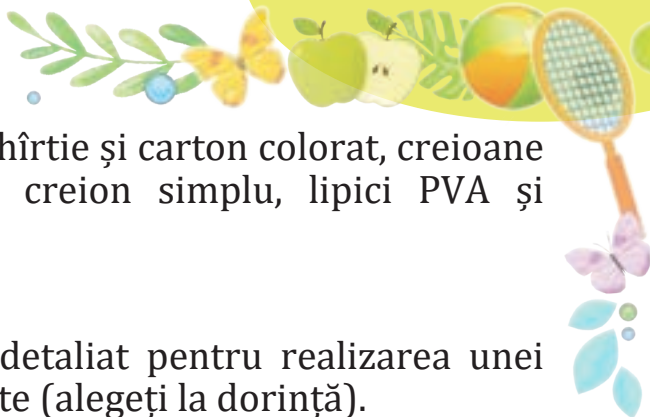 hîrtie și carton colorat, creioane
creion simplu, lipici PVA și
detaliat pentru realizarea unei
te (alegeți la dorință).